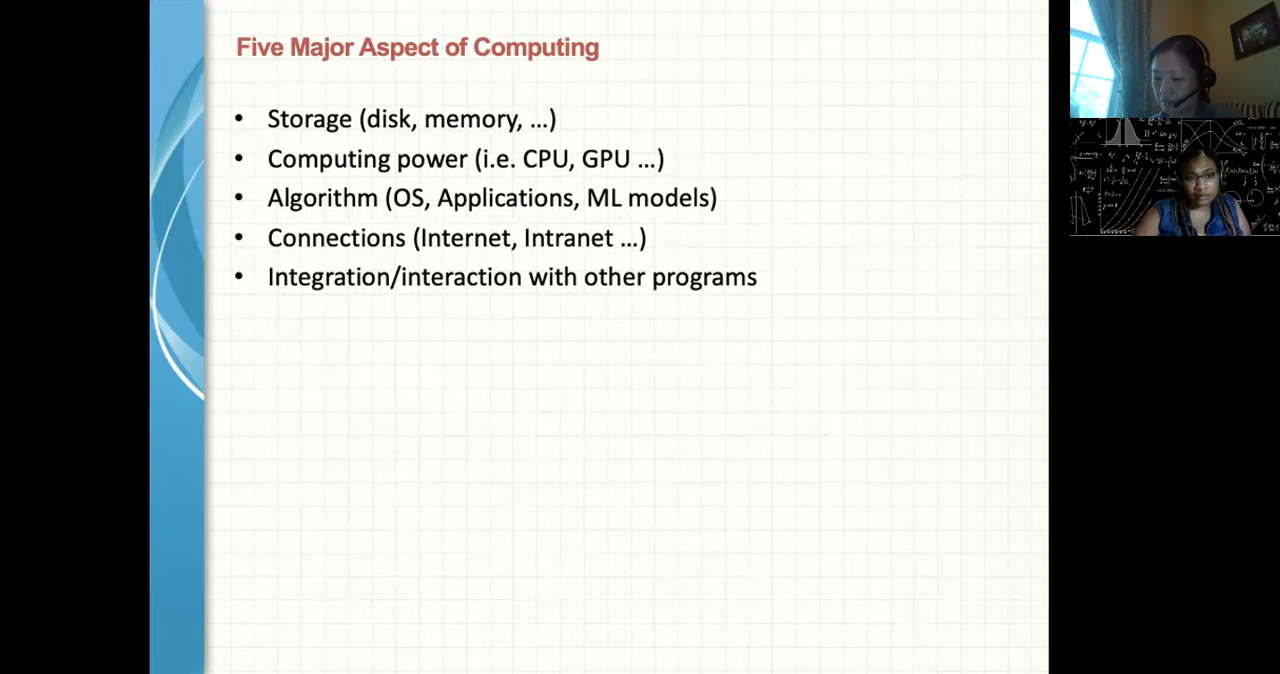 Five Major Aspect of Computing
• Storage (disk, memory, ...)
• Computing power (i.e. CPU, GPU ...)
• Algorithm (OS, Applications, ML models)
• Connections (Internet, Intranet ...)
• Integration/interaction with other programs